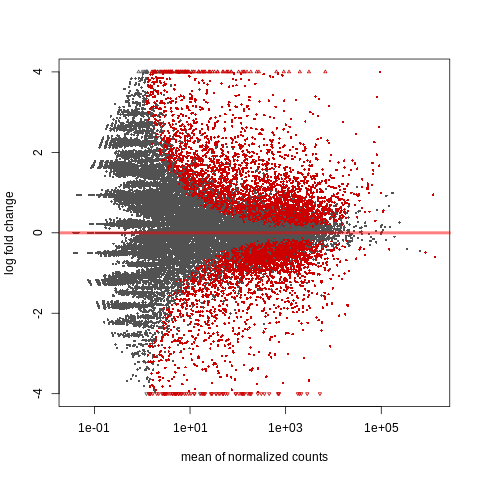 4
2
0
-2
-4
log fold change
1e-01
1e+01
1e+03
1e+05
mean of normalized counts